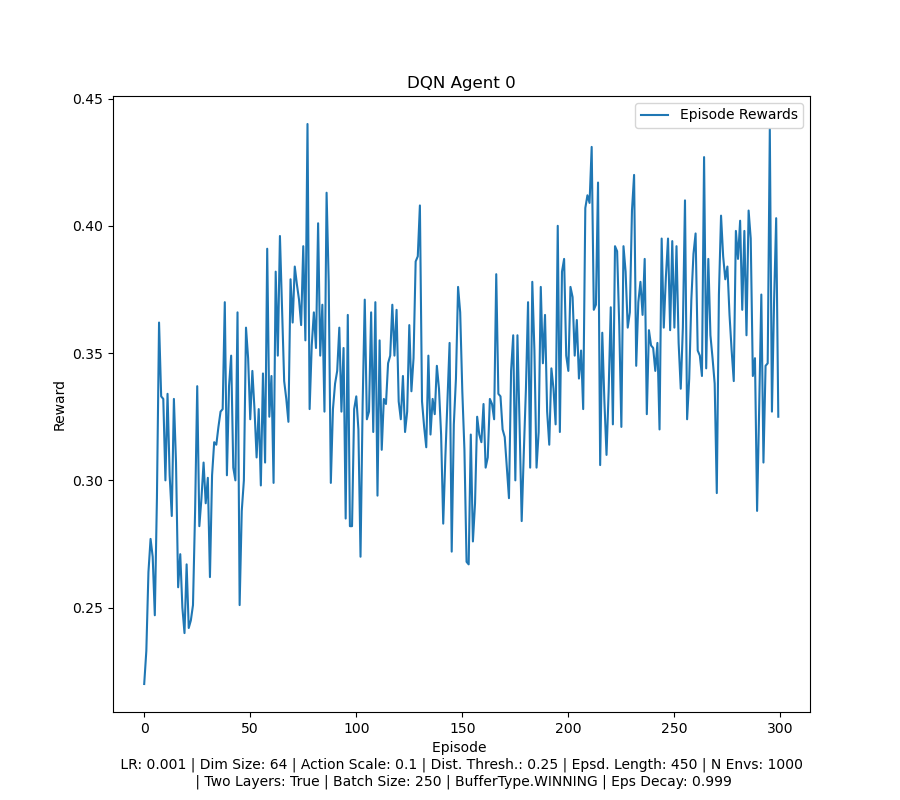 DQN Agent 0
Episode Rewards
0.45
0.40
0.35
0.30
0.25
Reward
0 50 100 150 200 250 300
Episode
LR: 0.001 | Dim Size: 64 | Action Scale: 0.1 | Dist. Thresh.: 0.25 | Epsd. Length: 450 | N Envs: 1000
| Two Layers: True | Batch Size: 250 | BufferType.WINNING | Eps Decay: 0.999